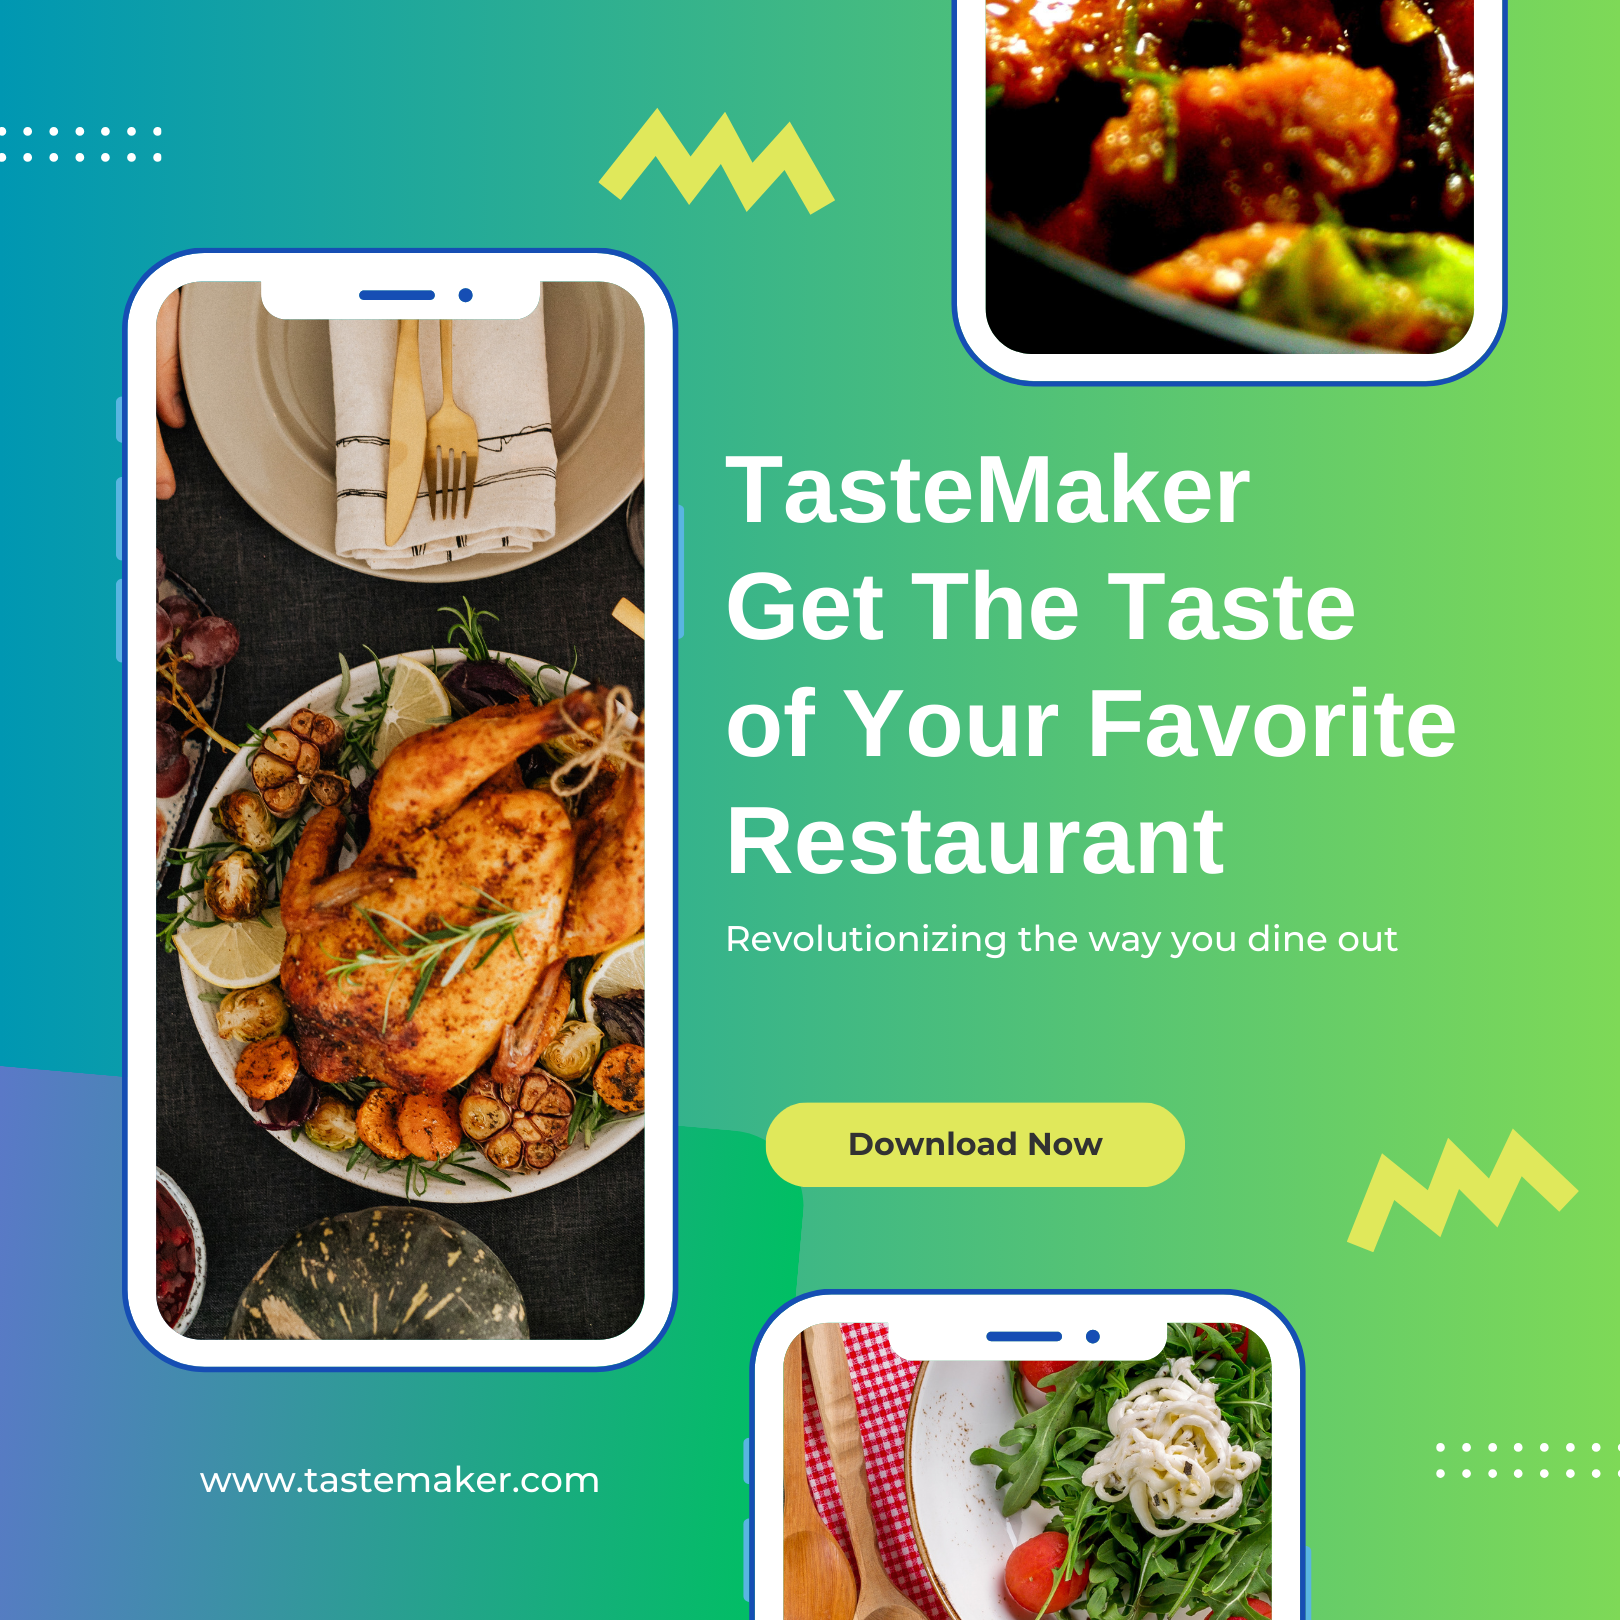 TasteMaker
Get The Taste
of Your Favorite
Restaurant
Revolutionizing the way you dine out
Download Now
www.tastemaker.com